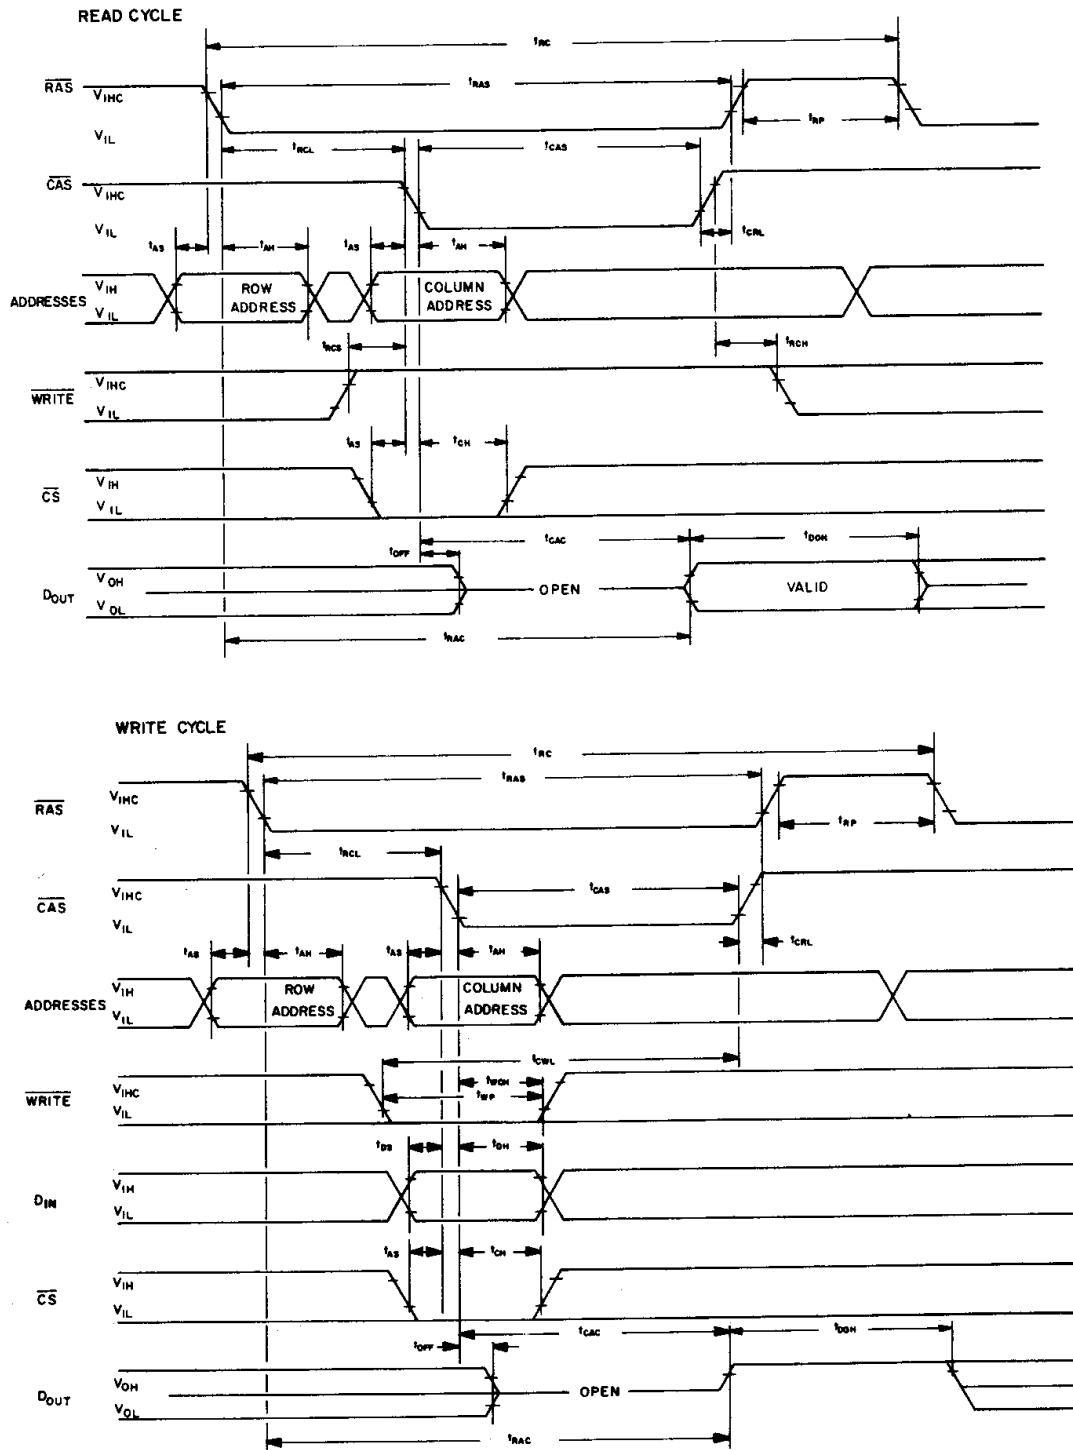 READ CYCLE
tRC
RAS
VIHC
tRAS
VIL
tRP
tRCL
tCAS
CAS
VIHC
VIL
tCRL
tAS
tAH
tAS
tAH
ADDRESSES
VIH
ROW
COLUMN
VIL
ADDRESS
ADDRESS
tRCS
tRCH
WRITE
VIHC
VIL
tAS
tCH
CS
VIH
VIL
tCAC
tDOH
tOFF
DOUT
VOH
OPEN
VALID
VOL
tRAC
WRITE CYCLE
tRC
tRAS
RAS
VIHC
VIL
tRP
tRCL
tCAS
CAS
VIHC
VIL
tCRL
tAS
tAH
tAS
tAH
ADDRESSES
VIH
ROW
COLUMN
VIL
ADDRESS
ADDRESS
tCWL
WRITE
VIHC
tWCH
tWP
VIL
tDS
tDH
DIN
VIH
VIL
tAS
tCH
CS
VIH
VIL
tCAC
tDOH
tOFF
DOUT
VOH
OPEN
VOL
tRAC